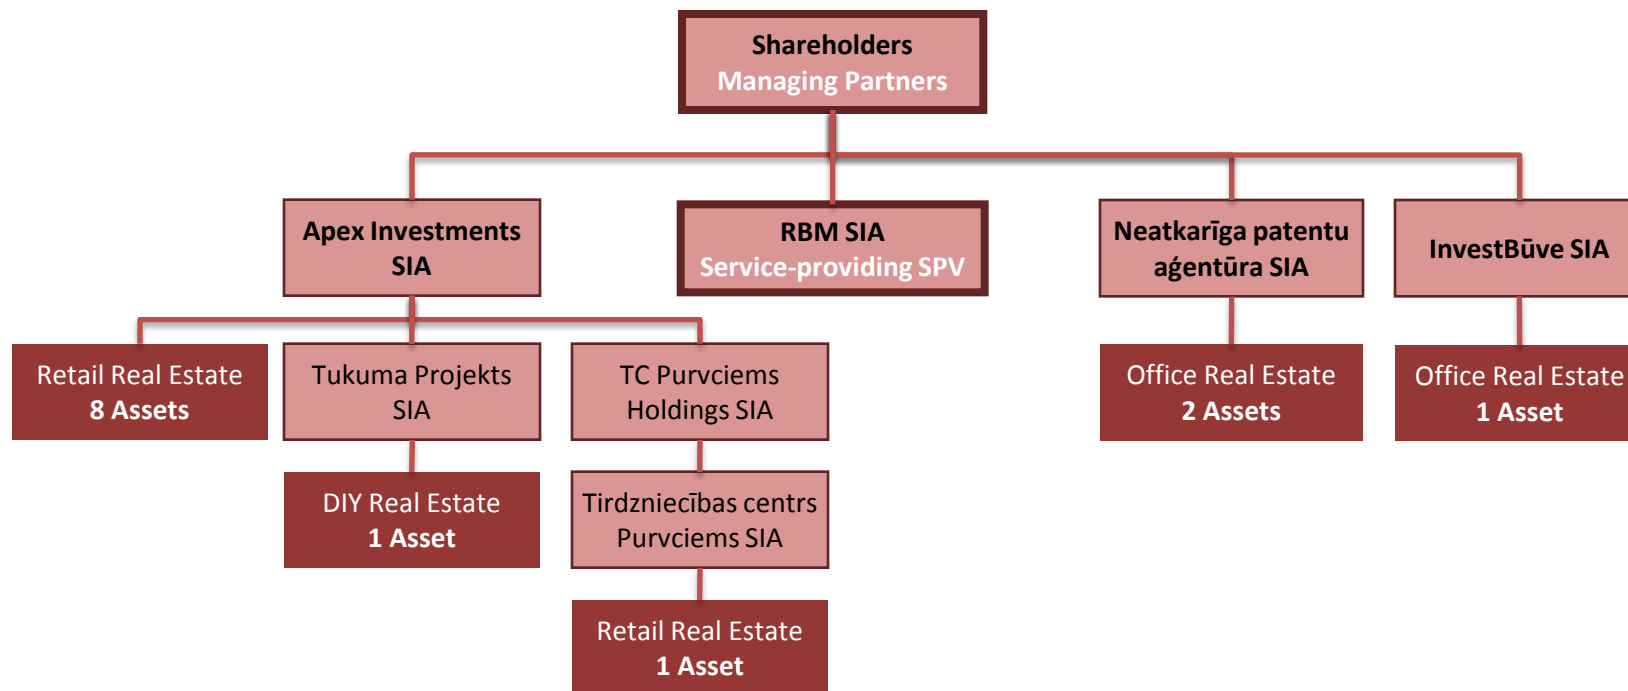 Shareholders
Managing Partners
Apex Investments
SIA
RBM SIA
Service-providing SPV
Neatkarīga patentu
aģentūra SIA
InvestBūve SIA
Retail Real Estate
8 Assets
Tukuma Projekts
SIA
TC Purvciems
Holdings SIA
Office Real Estate
2 Assets
Office Real Estate
1 Asset
DIY Real Estate
1 Asset
Tirdzniecības centrs
Purvciems SIA
Retail Real Estate
1 Asset